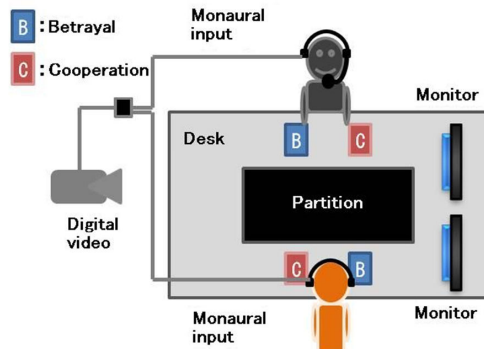 B : Betrayal
C : Cooperation
Monaural
input
Monitor
Desk
B
C
Partition
Digital
video
C
B
Monaural
input
Monitor